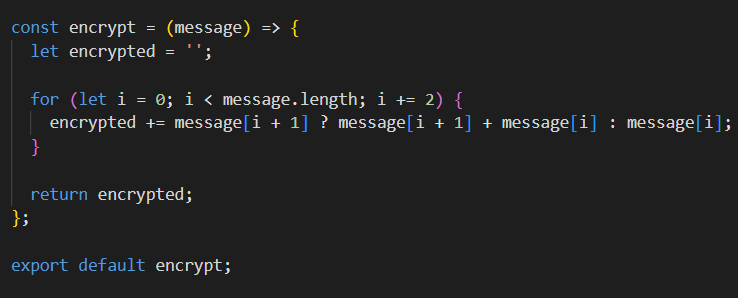 const encrypt = (message) => {
  let encrypted = '';

  for (let i = 0; i < message.length; i += 2) {
    encrypted += message[i + 1] ? message[i + 1] + message[i] : message[i];
  }

  return encrypted;
};

export default encrypt;